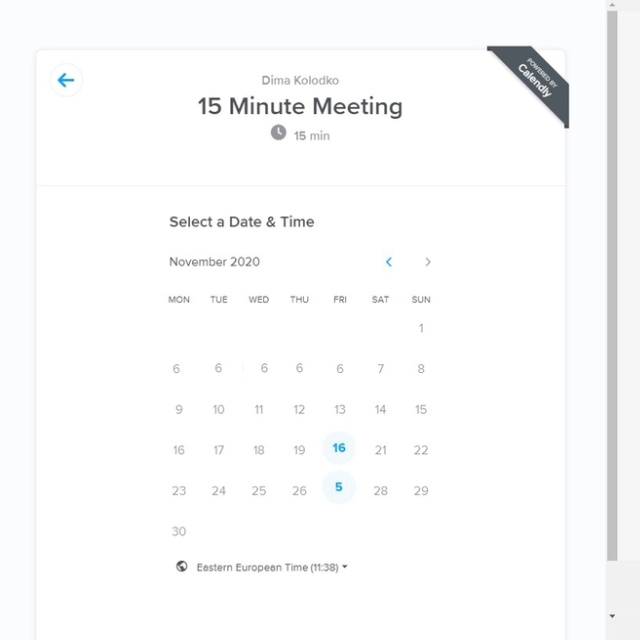 Dima Kolodko
POWERED BY
Calendly
15 Minute Meeting
15 min
Select a Date & Time
November 2020
MON TUE WED THU FRI SAT SUN
1
6 6 6 6 6 7 8
9 10 11 12 13 14 15
16 17 18 19 16 21 22
23 24 25 26 5 28 29
30
Eastern European Time (11:38)